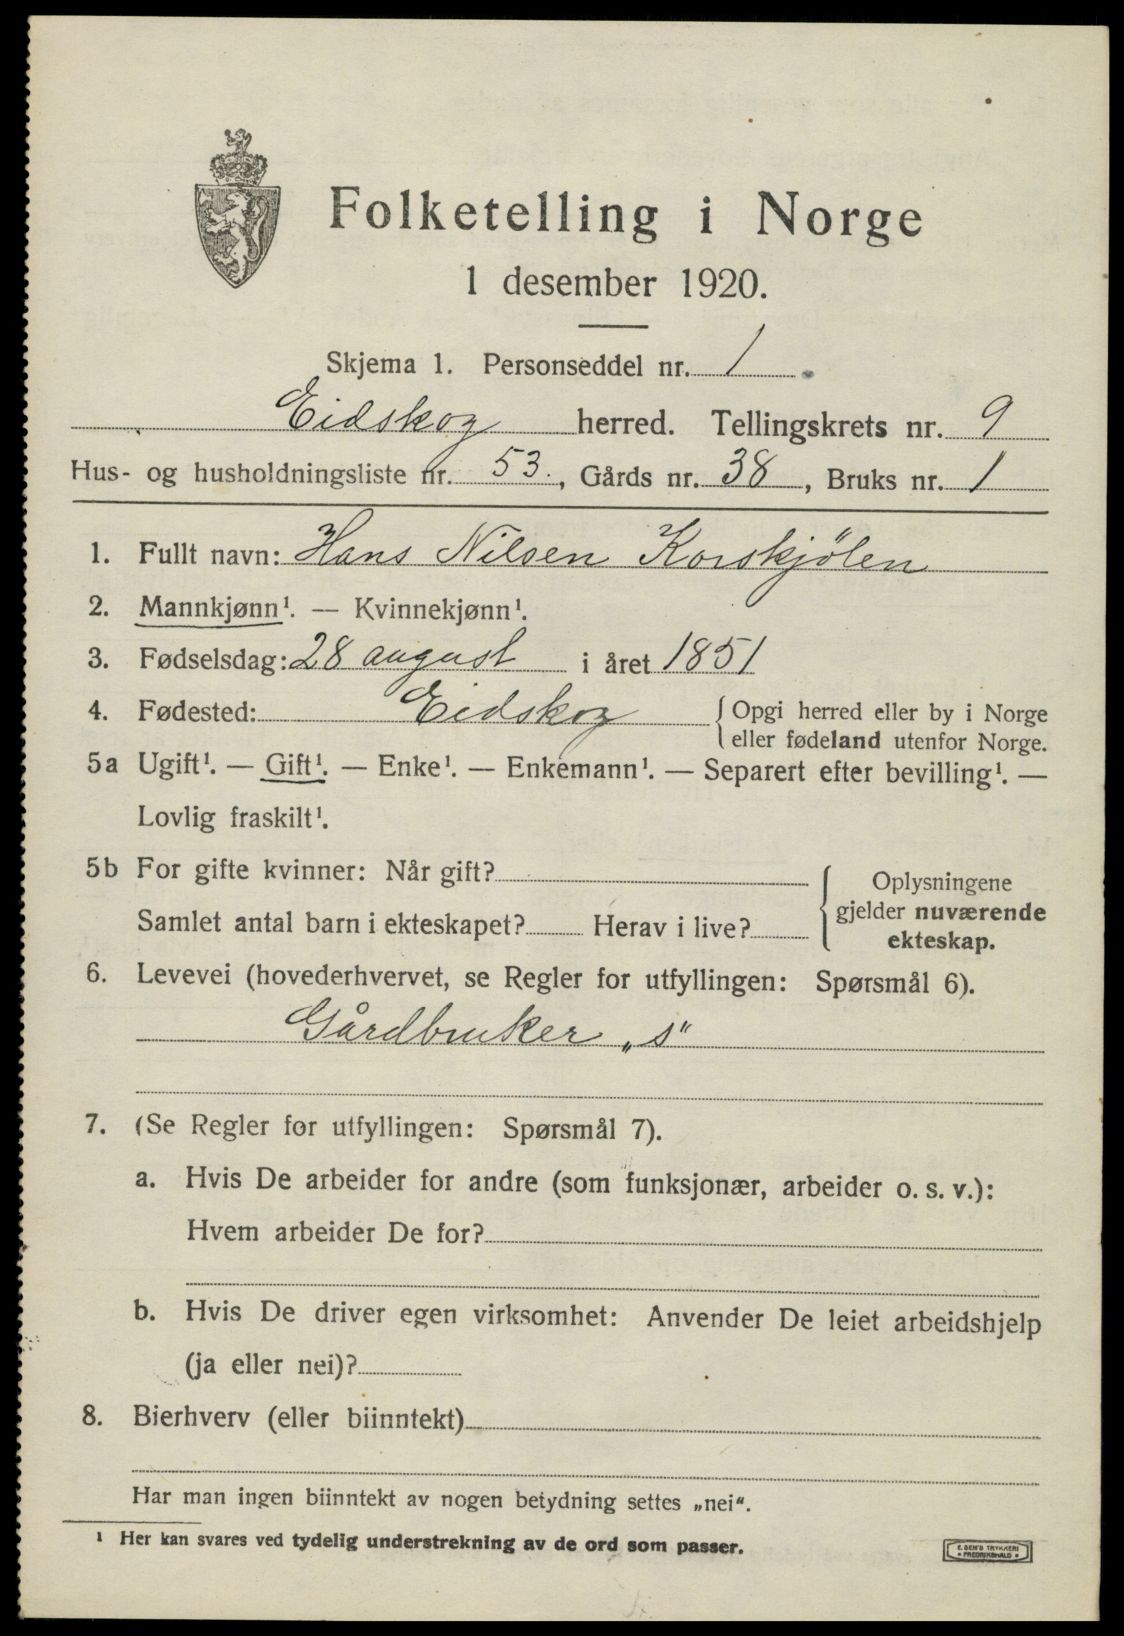 Folketelling i Norge
1 desember 1920.
Skjema 1. Personseddel nr. 1
Eidskog herred. Tellingskrets nr. 9
Hus- og husholdningsliste nr. 53., Gårds nr. 38, Bruks nr. 1
1. Fullt navn: Hans Nilsen Korskjölen
2. Mannkjønn¹. — Kvinnekjønn¹.
3. Fødselsdag: 28 august i året 1851
4. Fødested: Eidskog { Opgi herred eller by i Norge
eller fødeland utenfor Norge.
5a Ugift¹. — Gift¹. — Enke¹. — Enkemann¹. — Separert efter bevilling¹. —
Lovlig fraskilt¹.
5b For gifte kvinner: Når gift?
Samlet antal barn i ekteskapet? Herav i live?
Oplysningene
gjelder nuværende
ekteskap.
6. Levevei (hovederhvervet, se Regler for utfyllingen: Spørsmål 6).
Gårdbruker „s"
7. (Se Regler for utfyllingen: Spørsmål 7).
a. Hvis De arbeider for andre (som funksjonær, arbeider o. s. v.):
Hvem arbeider De for?
b. Hvis De driver egen virksomhet: Anvender De leiet arbeidshjelp
(ja eller nei)?
8. Bierhverv (eller biinntekt)
Har man ingen biinntekt av nogen betydning settes „nei".
¹ Her kan svares ved tydelig understrekning av de ord som passer.
E. SEM'S TRYKKERI
FREDRIKSHALD